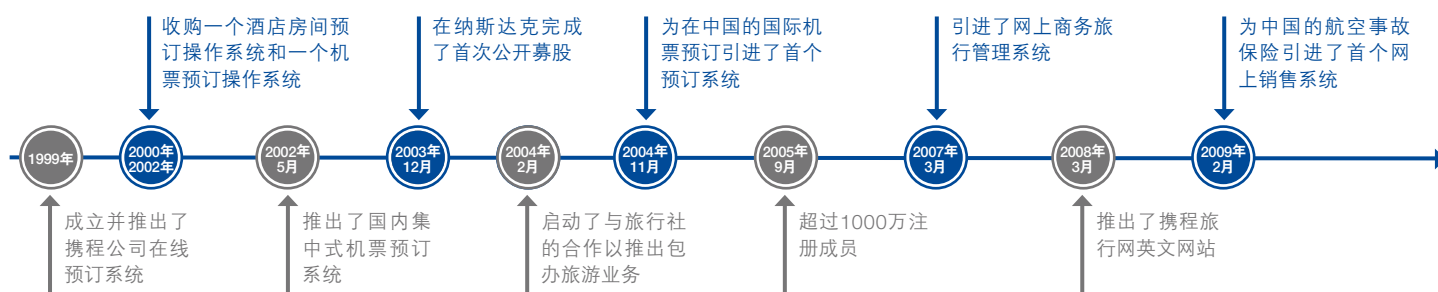 收购一个酒店房间预
订操作系统和一个机
票预订操作系统
在纳斯达克完成
了首次公开募股
为在中国的国际机
票预订引进了首个
预订系统
引进了网上商务旅
行管理系统
为中国的航空事故
保险引进了首个网
上销售系统
1999年
2000年
2002年
2002年
5月
2003年
12月
2004年
2月
2004年
11月
2005年
9月
2007年
3月
2008年
3月
2009年
2月
成立并推出了
携程公司在线
预订系统
推出了国内集
中式机票预订
系统
启动了与旅行社
的合作以推出包
办旅游业务
超过1000万注
册成员
推出了携程旅
行网英文网站